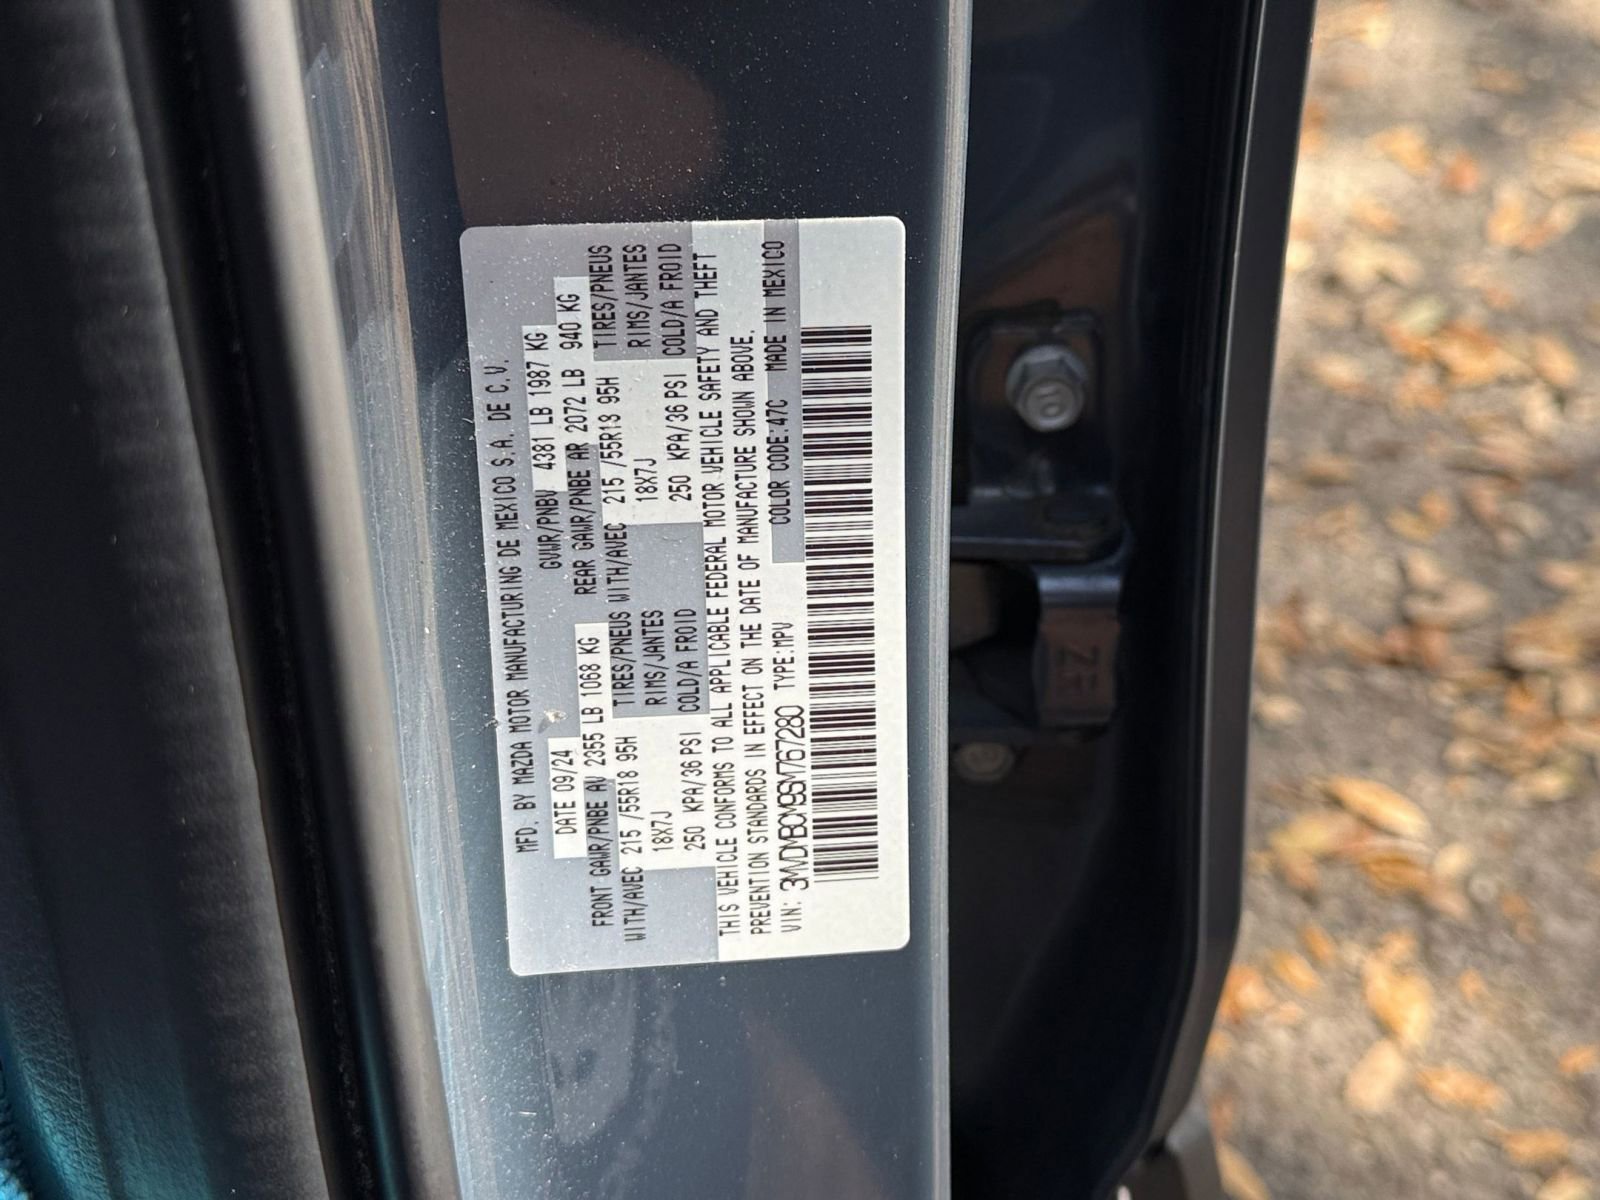 MFD. BY MAZDA MOTOR MANUFACTURING DE MEXICO S.A. DE C.V.
DATE 09/24 GVWR/PNBV 4381 LB 1987 KG
FRONT GAWR/PNBE AV 2355 LB 1068 KG REAR GAWR/PNBE AR 2072 LB 940 KG
WITH/AVEC 215 /55R18 95H TIRES/PNEUS WITH/AVEC 215 /55R18 95H TIRES/PNEUS
18X7J RIMS/JANTES 18X7J RIMS/JANTES
250 KPA/36 PSI COLD/A FROID 250 KPA/36 PSI COLD/A FROID
THIS VEHICLE CONFORMS TO ALL APPLICABLE FEDERAL MOTOR VEHICLE SAFETY AND THEFT
PREVENTION STANDARDS IN EFFECT ON THE DATE OF MANUFACTURE SHOWN ABOVE.
VIN: 3MVDMBCM9SM767280 TYPE:MPV COLOR CODE:47C MADE IN MEXICO
10
ZF